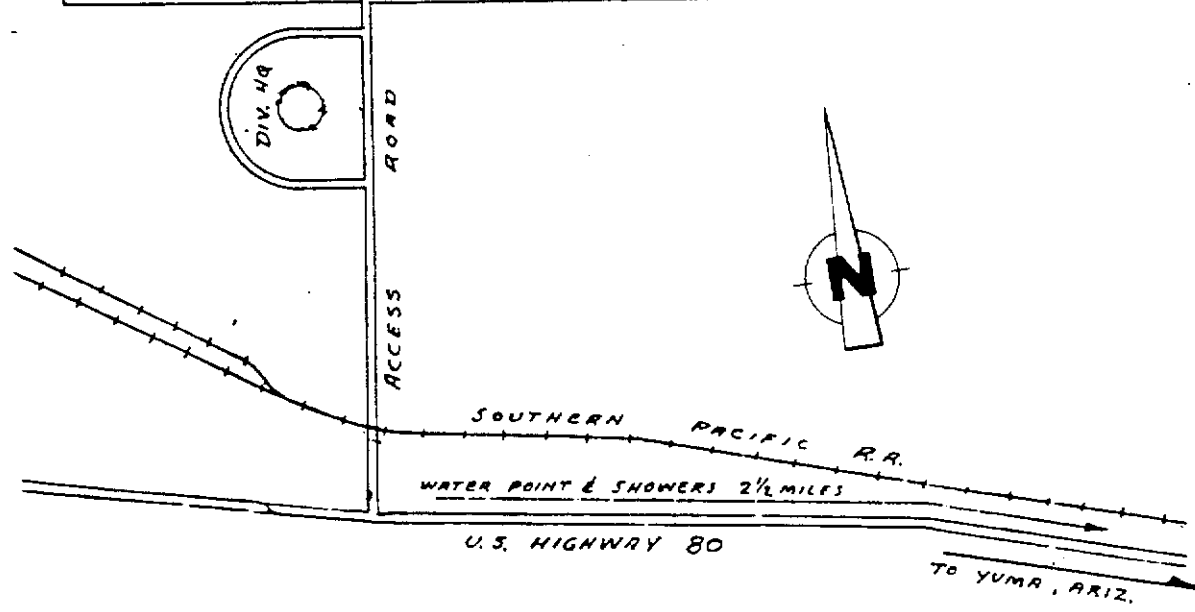 DIV. HQ
ACCESS ROAD
N
SOUTHERN PACIFIC R.R.
WATER POINT & SHOWERS 2½ MILES
U.S. HIGHWAY 80
TO YUMA, ARIZ.